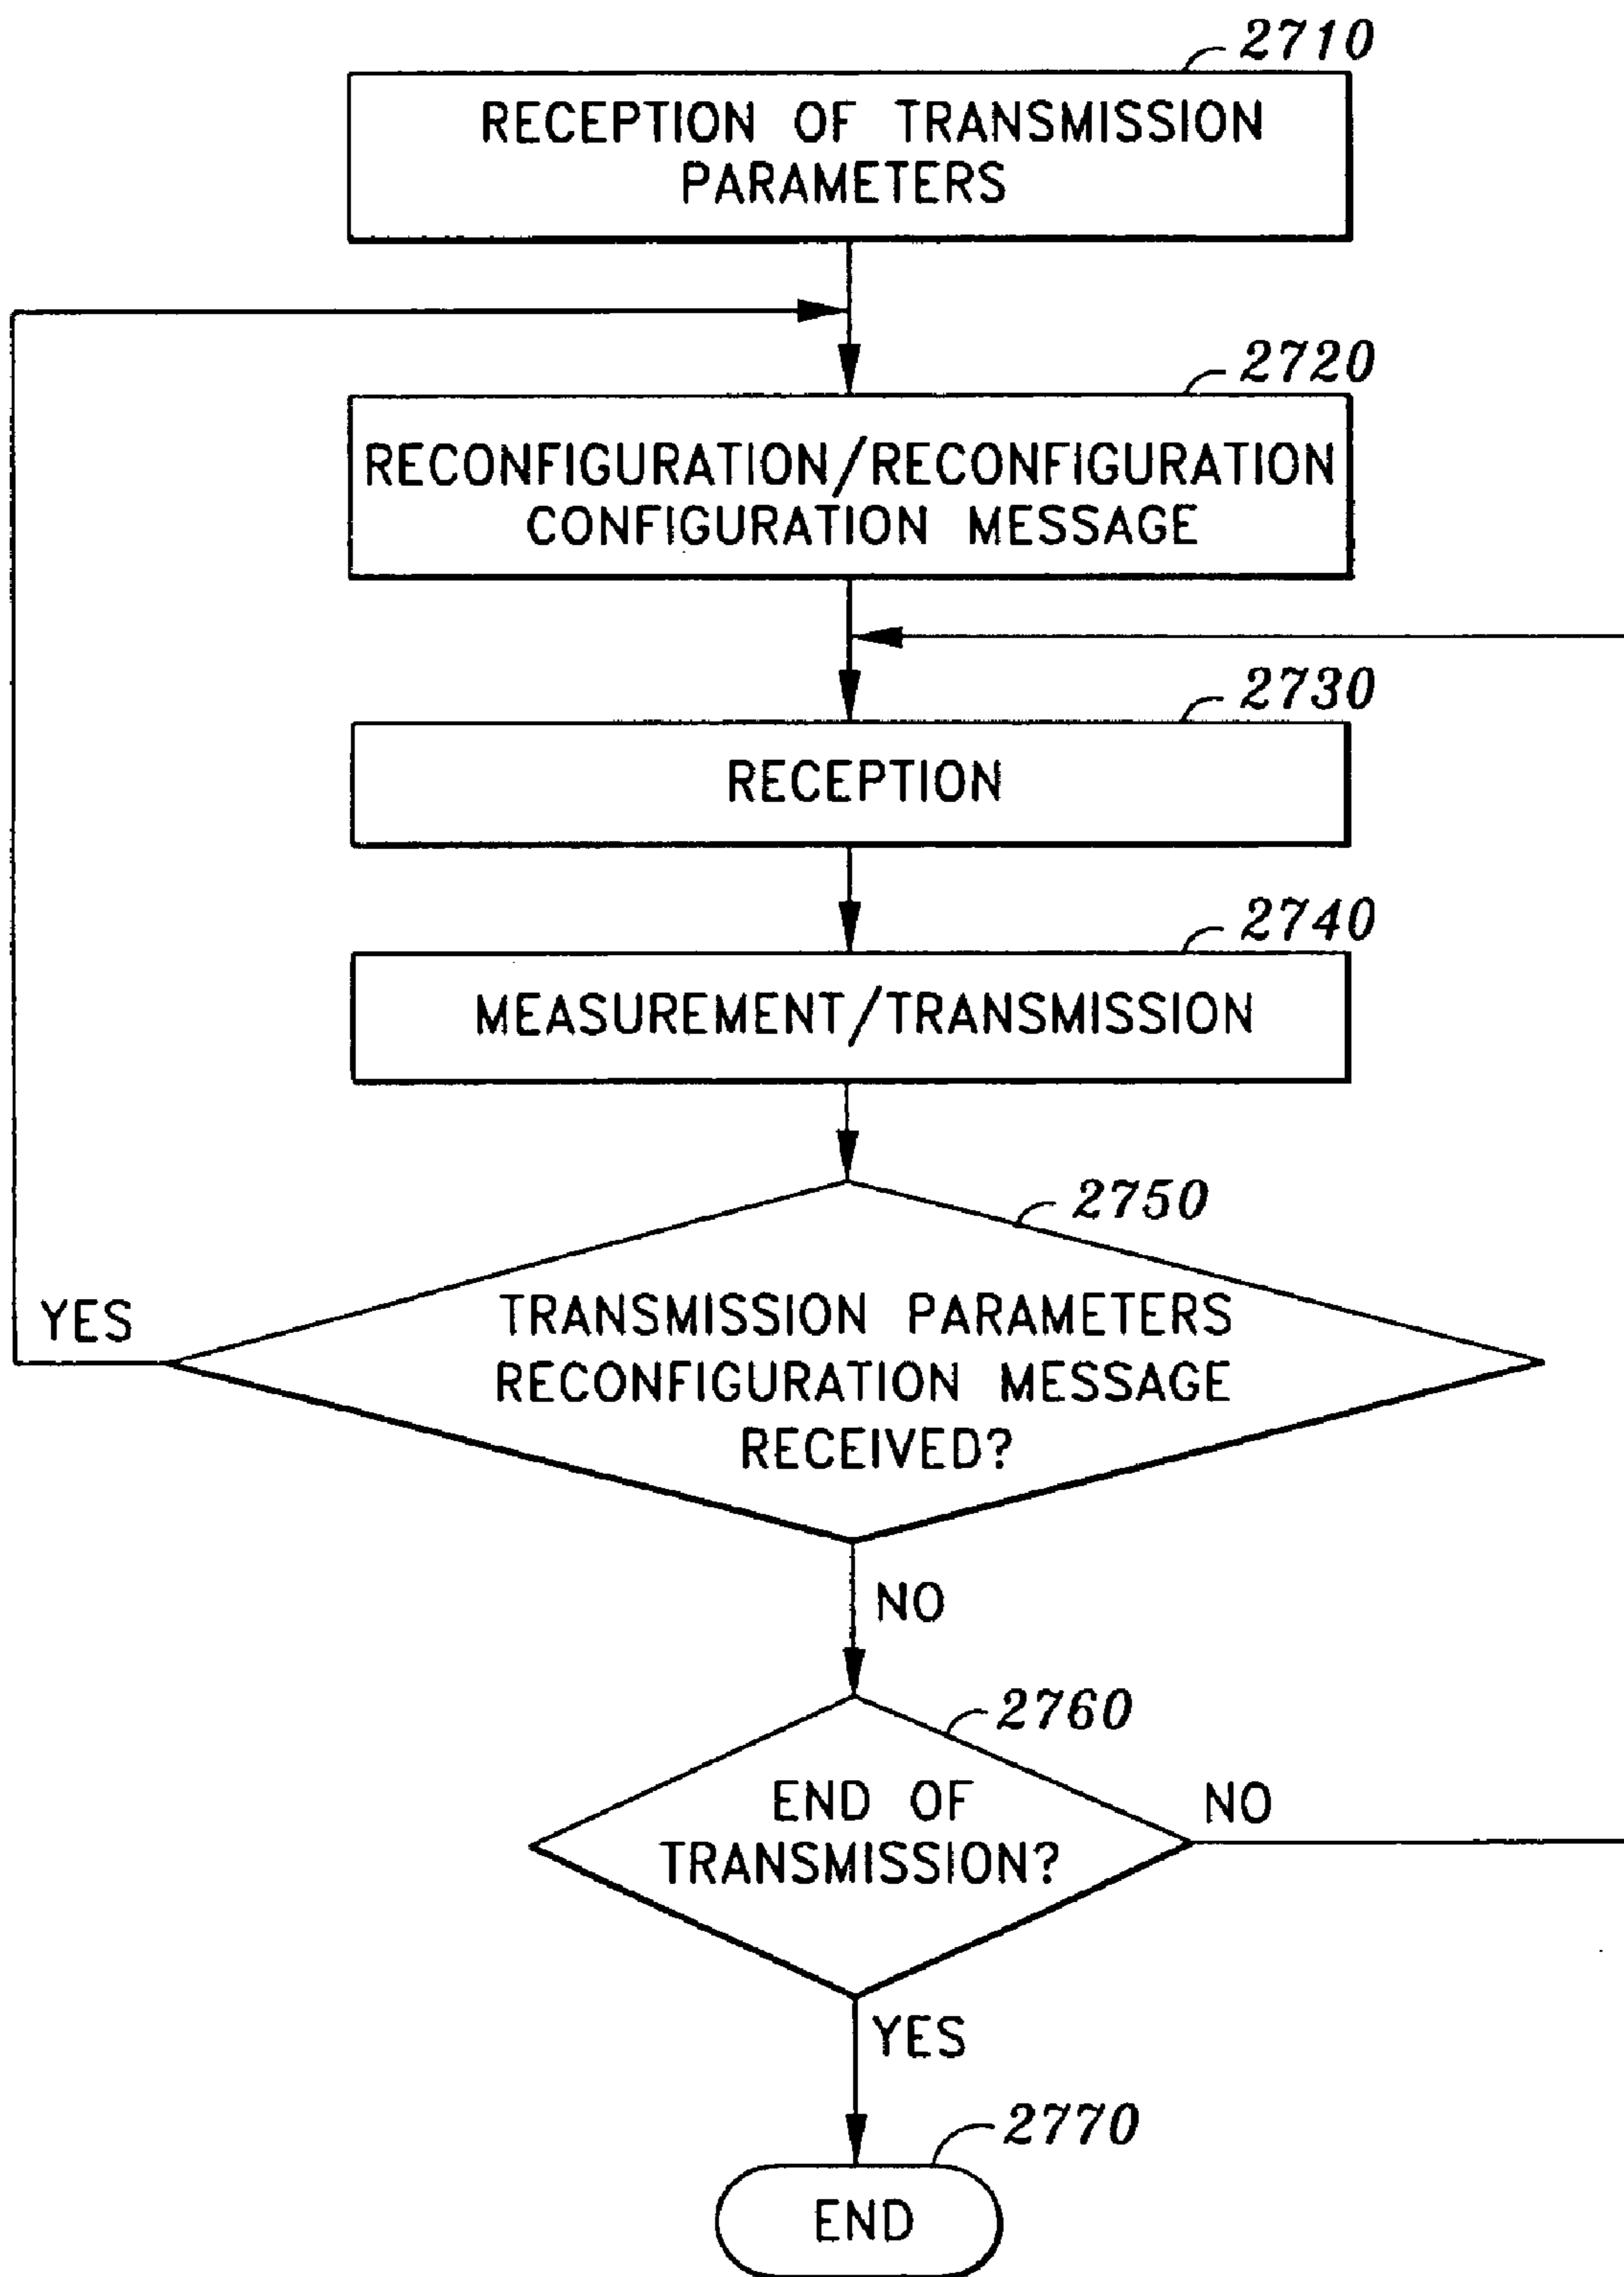 2710
RECEPTION OF TRANSMISSION
PARAMETERS
2720
RECONFIGURATION/RECONFIGURATION
CONFIGURATION MESSAGE
2730
RECEPTION
2740
MEASUREMENT/TRANSMISSION
2750
YES
TRANSMISSION PARAMETERS
RECONFIGURATION MESSAGE
RECEIVED?
NO
2760
END OF
TRANSMISSION?
NO
YES
2770
END